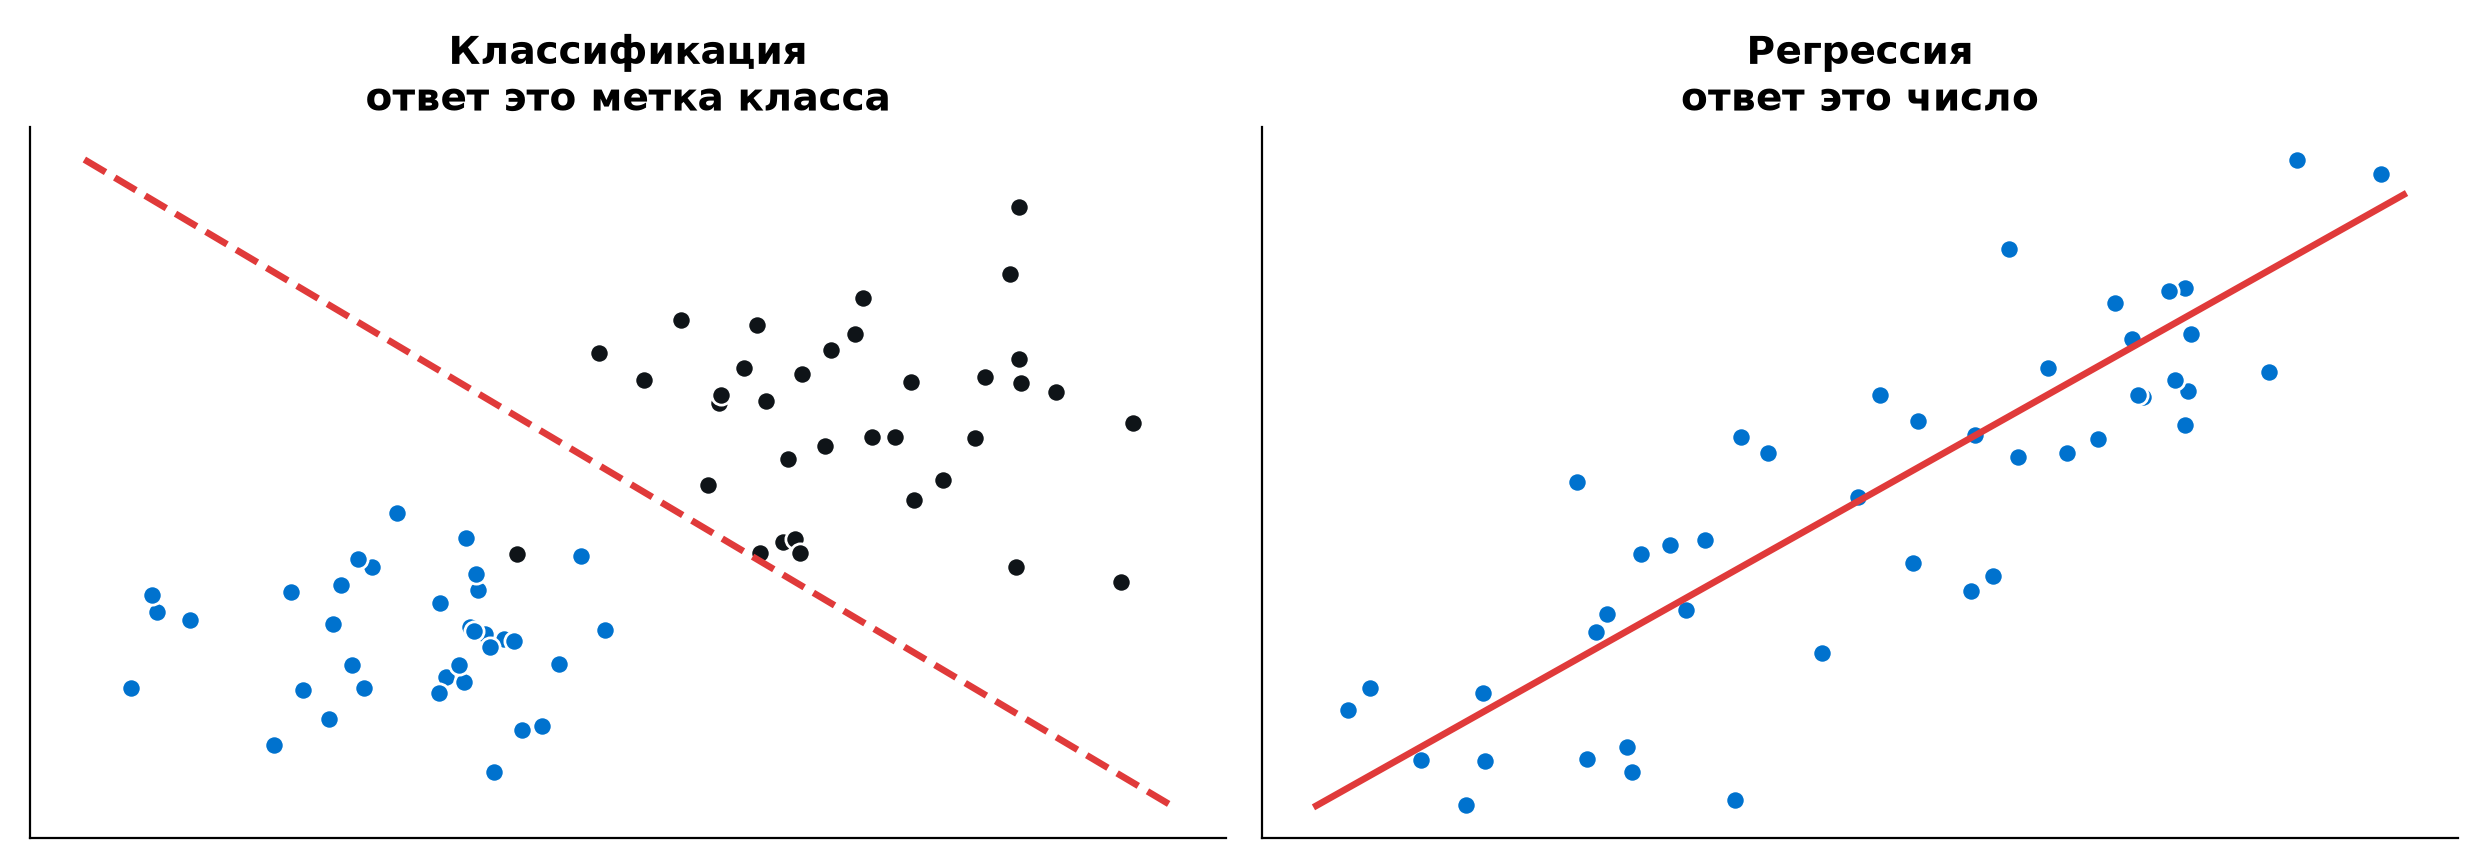 Классификация
ответ это метка класса
Регрессия
ответ это число